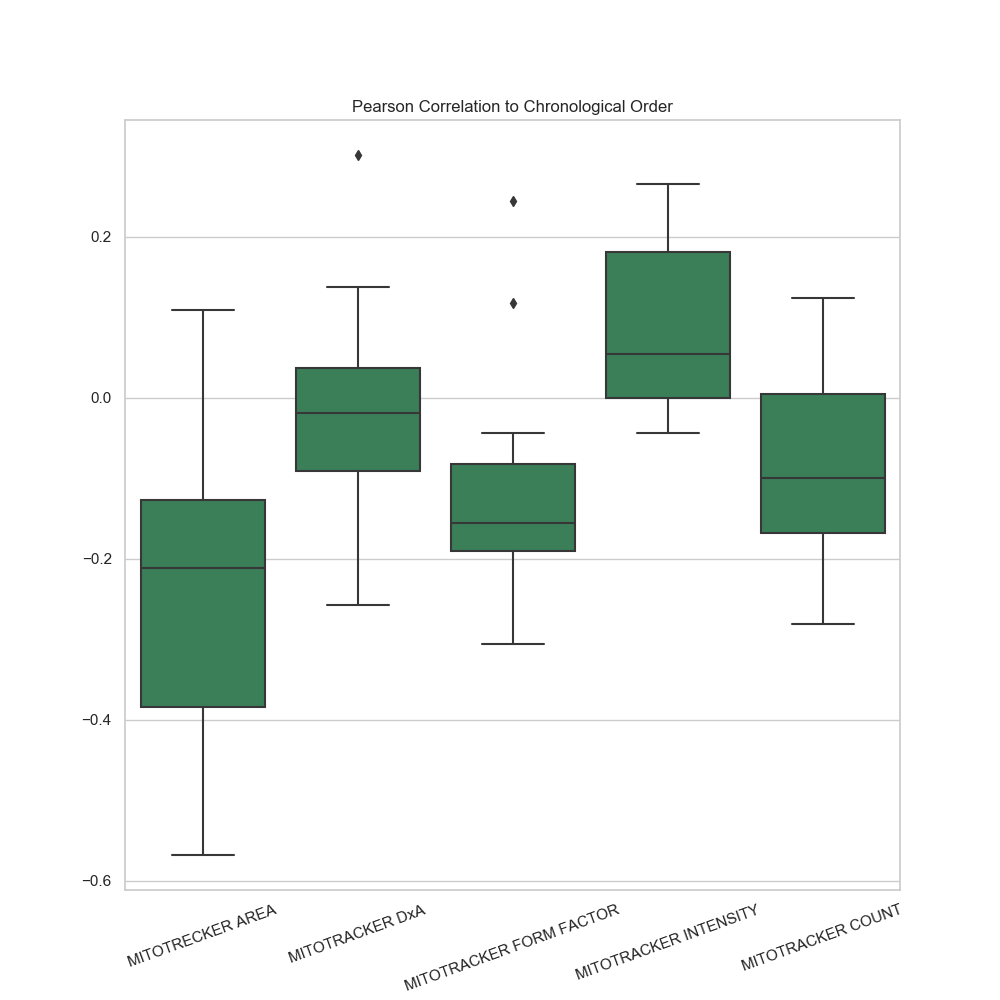 Pearson Correlation to Chronological Order
0.2
0.0
−0.2
−0.4
−0.6
MITOTRECKER AREA
MITOTRACKER DxA
MITOTRACKER FORM FACTOR
MITOTRACKER INTENSITY
MITOTRACKER COUNT